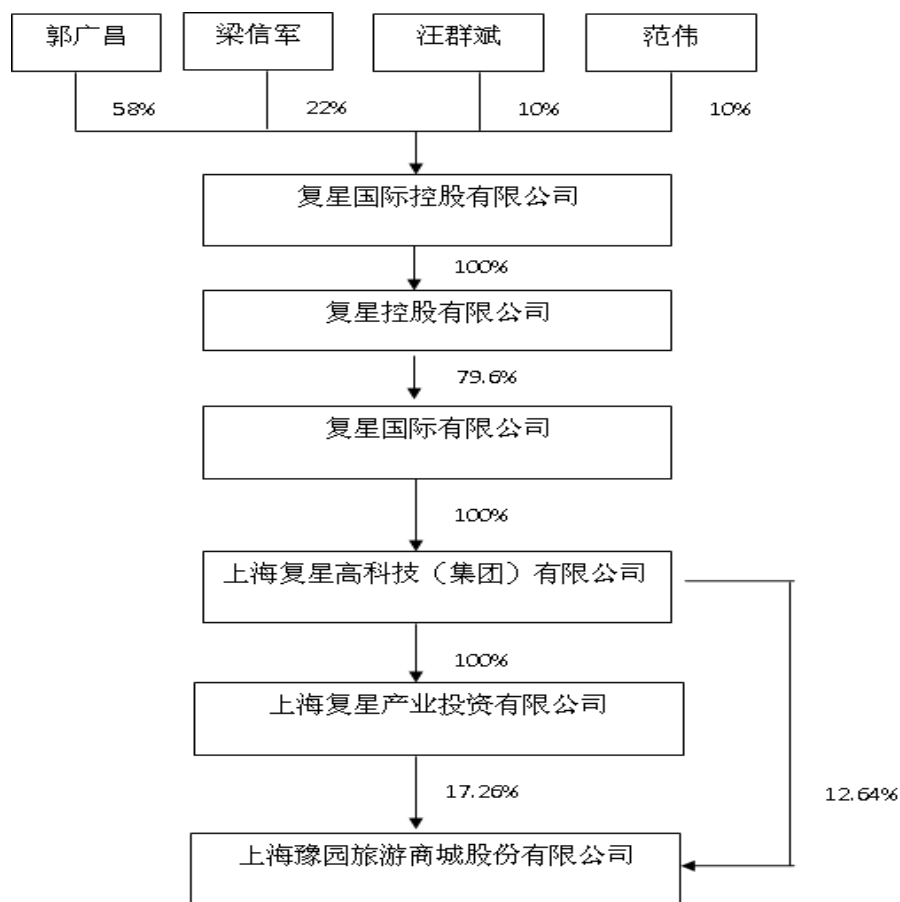 郭广昌
梁信军
汪群斌
范伟
58%
22%
10%
10%
复星国际控股有限公司
100%
复星控股有限公司
79.6%
复星国际有限公司
100%
上海复星高科技（集团）有限公司
100%
上海复星产业投资有限公司
17.26%
12.64%
上海豫园旅游商城股份有限公司